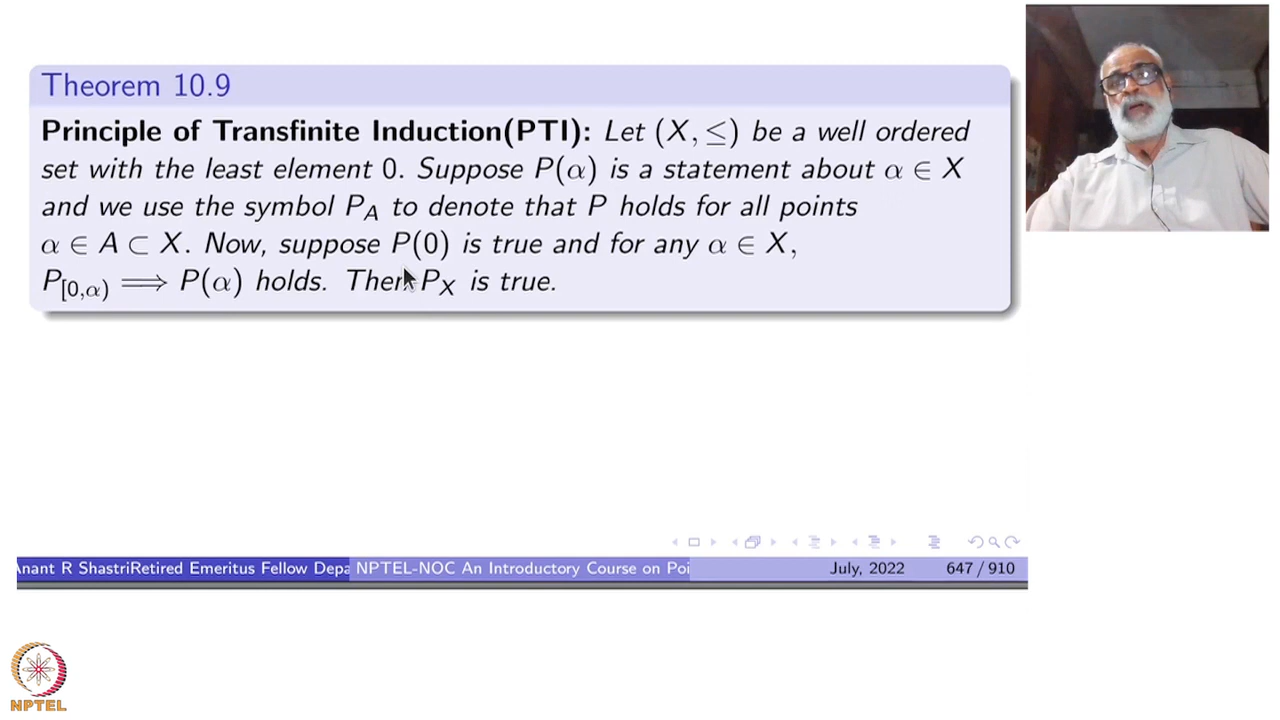 Theorem 10.9
Principle of Transfinite Induction(PTI): Let (X, ≤) be a well ordered
set with the least element 0. Suppose P(α) is a statement about α ∈ X
and we use the symbol P_A to denote that P holds for all points
α ∈ A ⊂ X. Now, suppose P(0) is true and for any α ∈ X,
P_[0,α) ⟹ P(α) holds. Then P_X is true.
Anant R ShastriRetired Emeritus Fellow Depa NPTEL-NOC An Introductory Course on Poi July, 2022 647 / 910
NPTEL